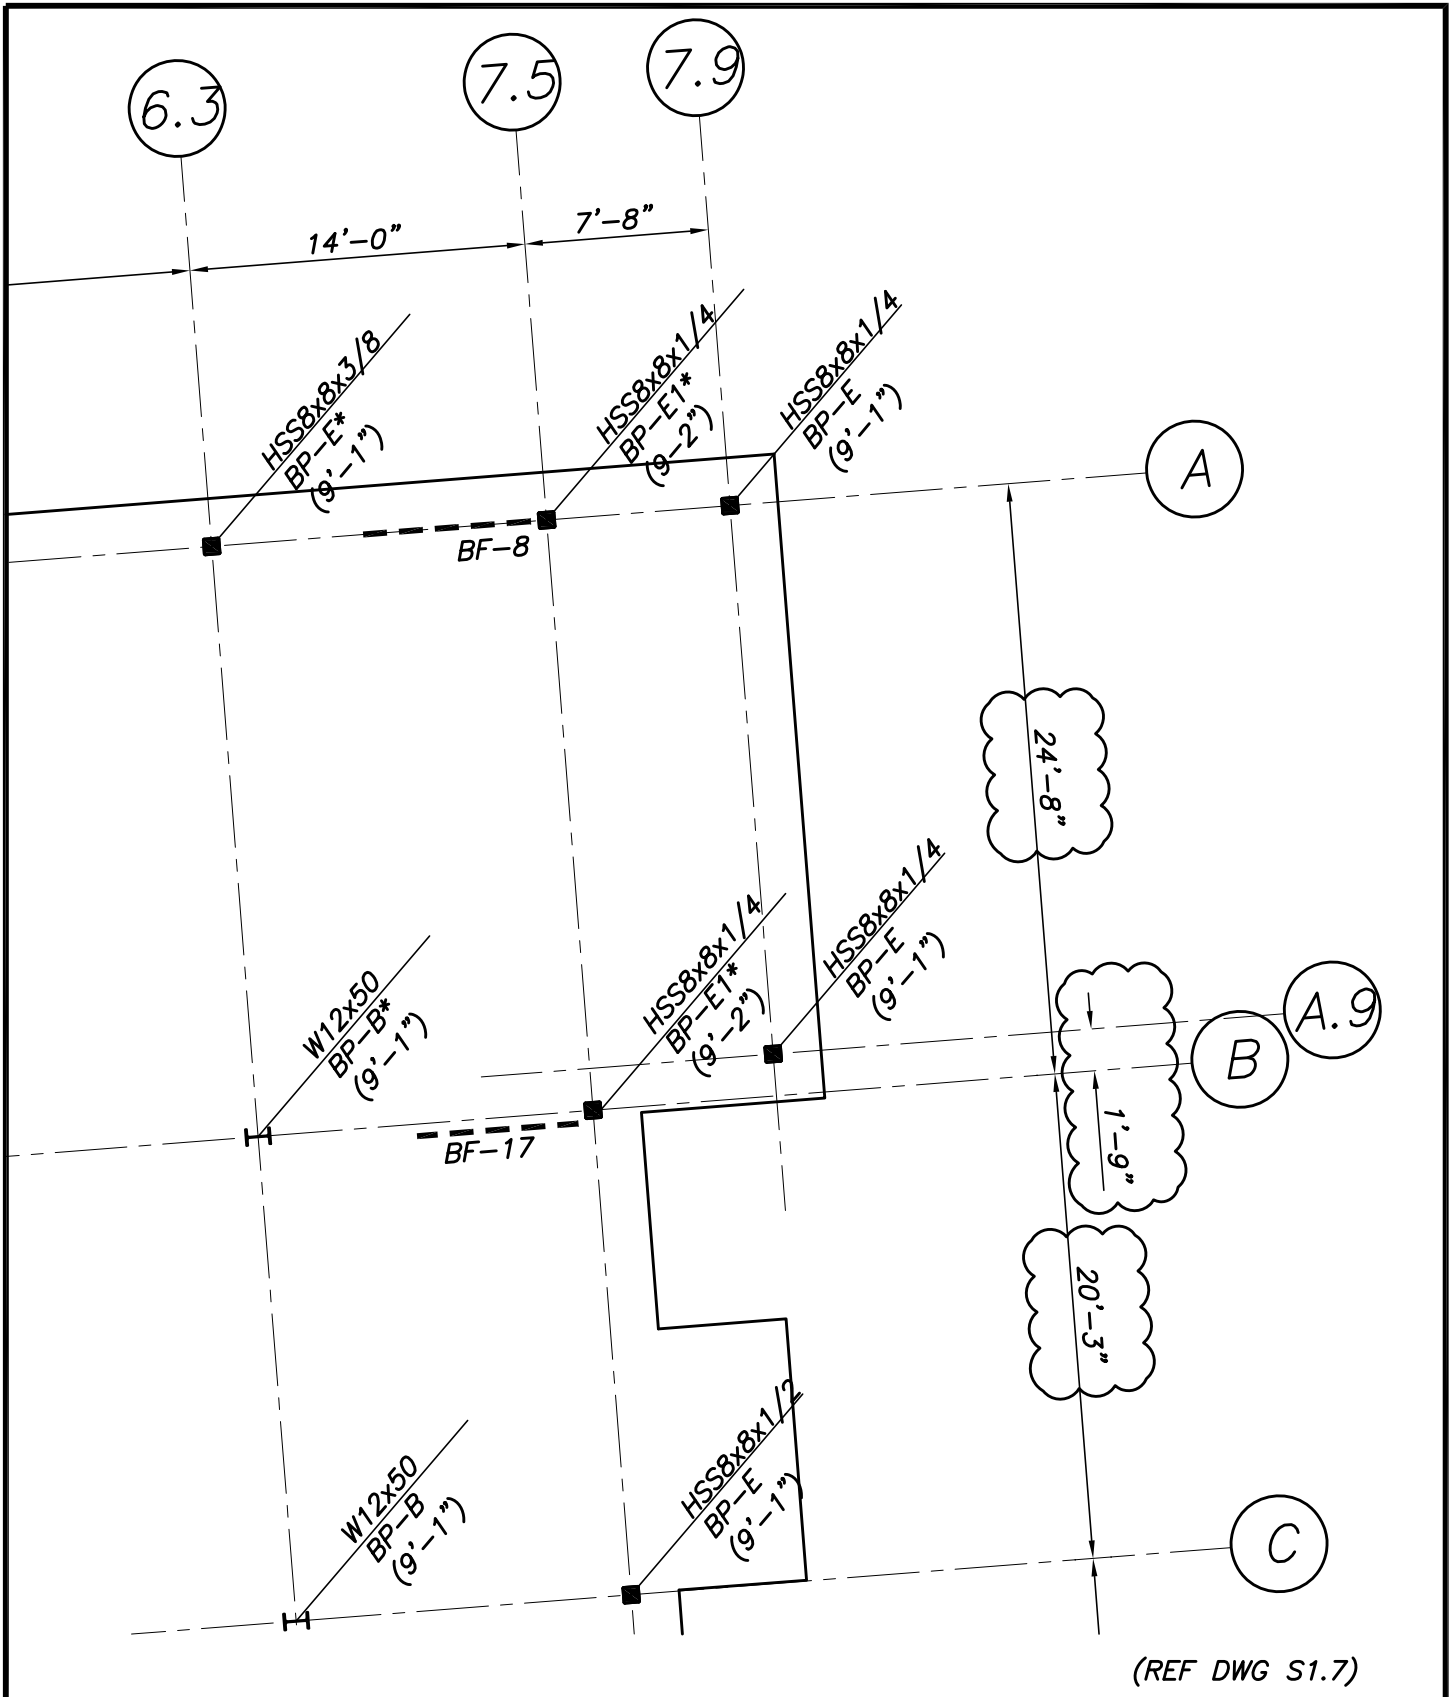 6.3
7.5
7.9
14'-0"
7'-8"
HSS8x8x3/8
BP-E*
(9'-1")
HSS8x8x1/4
BP-E1*
(9-2")
HSS8x8x1/4
BP-E
(9'-1")
A
BF-8
24'-8"
HSS8x8x1/4
BP-E
(9'-1")
HSS8x8x1/4
BP-E1*
(9'-2")
W12x50
BP-B*
(9'-1")
A.9
B
BF-17
1'-9"
20'-3"
HSS8x8x1/2
BP-E
(9'-1")
W12x50
BP-B
(9'-1")
C
(REF DWG S1.7)